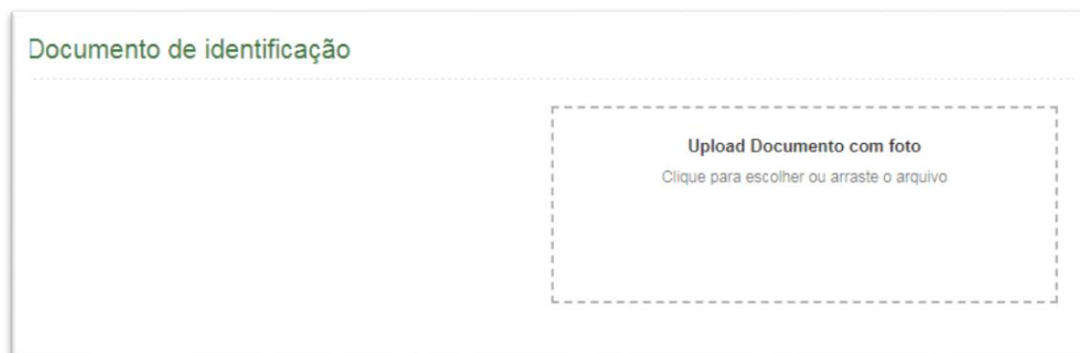 Documento de identificação
Upload Documento com foto
Clique para escolher ou arraste o arquivo